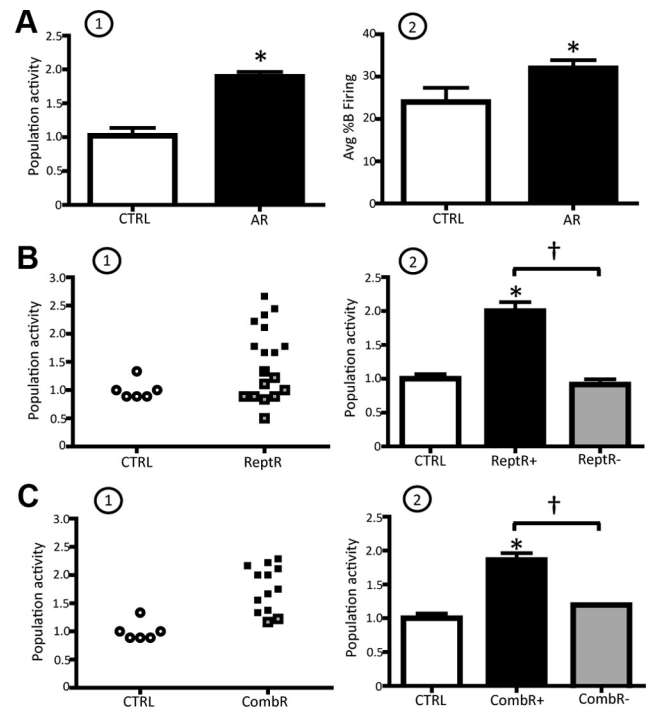 A
1
Population activity
2.5
2.0
1.5
1.0
0.5
0
*
CTRL
AR
2
Avg %B Firing
40
30
20
10
0
*
CTRL
AR
B
1
Population activity
3.0
2.5
2.0
1.5
1.0
0.5
0
CTRL
ReptR
2
Population activity
2.5
2.0
1.5
1.0
0.5
0
†
*
CTRL
ReptR+
ReptR-
C
1
Population activity
3.0
2.5
2.0
1.5
1.0
0.5
0
CTRL
CombR
2
Population activity
2.5
2.0
1.5
1.0
0.5
0
†
*
CTRL
CombR+
CombR-